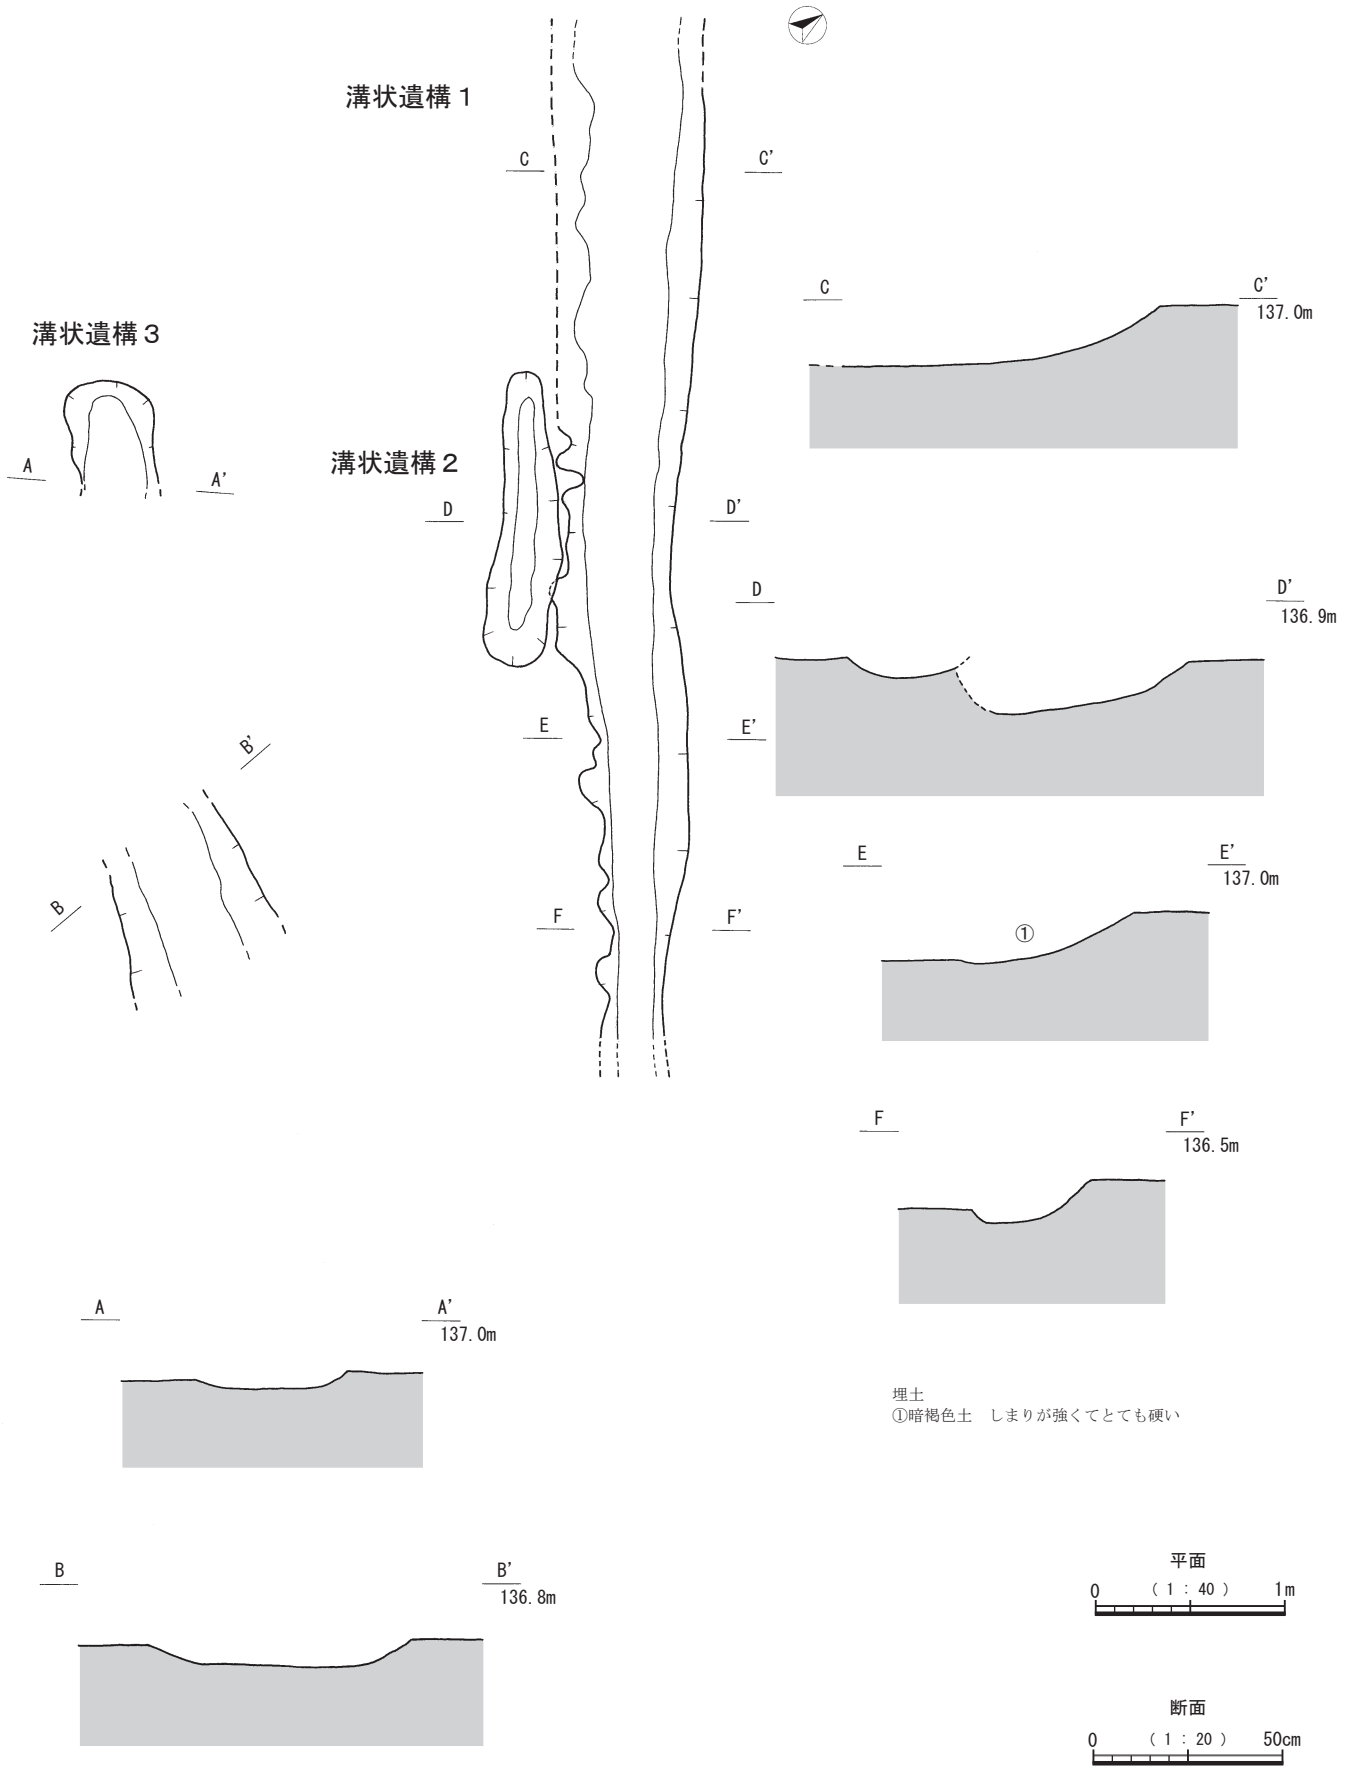 溝状遺構１
C
C'
C
C'
137.0m
溝状遺構３
A
A'
溝状遺構２
D
D'
D
D'
136.9m
B'
B
E
E'
E
E'
137.0m
①
F
F'
F
F'
136.5m
A
A'
137.0m
埋土
①暗褐色土　しまりが強くてとても硬い
B
B'
136.8m
平面
0 （1：40） 1m
断面
0 （1：20） 50cm